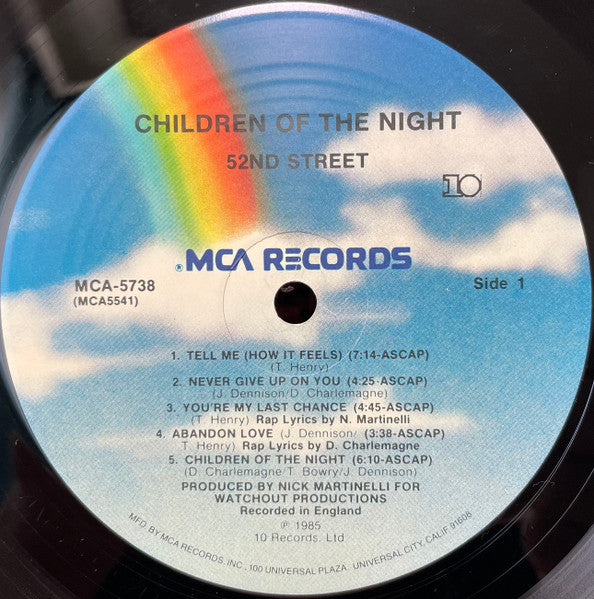 CHILDREN OF THE NIGHT
52ND STREET
10
®MCA RECORDS
MCA-5738
(MCA5541)
Side 1
1. TELL ME (HOW IT FEELS) (7:14-ASCAP)
(T. Henry)
2. NEVER GIVE UP ON YOU (4:25-ASCAP)
(J. Dennison/D. Charlemagne)
3. YOU'RE MY LAST CHANCE (4:45-ASCAP)
(T. Henry) Rap Lyrics by N. Martinelli
4. ABANDON LOVE (J. Dennison/ (3:38-ASCAP)
T. Henry) Rap Lyrics by D. Charlemagne
5. CHILDREN OF THE NIGHT (6:10-ASCAP)
(D. Charlemagne/T. Bowry/J. Dennison)
PRODUCED BY NICK MARTINELLI FOR
WATCHOUT PRODUCTIONS
Recorded in England
℗ 1985
10 Records. Ltd
MFG BY MCA RECORDS, INC., 100 UNIVERSAL PLAZA, UNIVERSAL CITY, CALIF. 91608